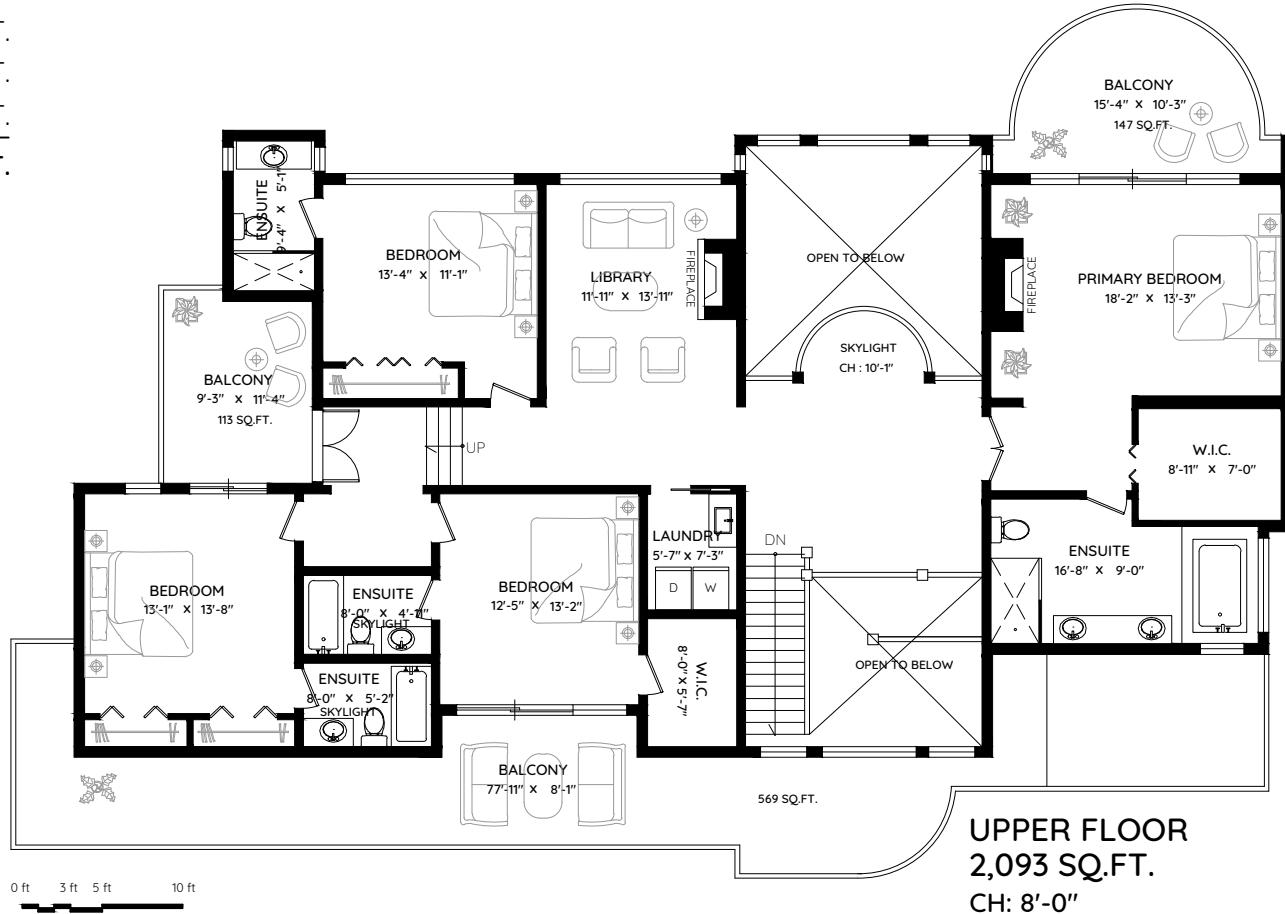 BALCONY
15'-4" x 10'-3"
147 SQ.FT.
ENSUITE
9'-4" x 5'-1"
BEDROOM
13'-4" x 11'-1"
LIBRARY
11'-11" x 13'-11"
FIREPLACE
OPEN TO BELOW
SKYLIGHT
CH : 10'-1"
FIREPLACE
PRIMARY BEDROOM
18'-2" x 13'-3"
BALCONY
9'-3" x 11'-4"
113 SQ.FT.
UP
W.I.C.
8'-11" x 7'-0"
BEDROOM
13'-1" x 13'-8"
ENSUITE
SKYLIGHT
BEDROOM
12'-5" x 13'-2"
LAUNDRY
5'-7" x 7'-3"
D
W
DN
ENSUITE
16'-8" x 9'-0"
ENSUITE
8'-0" x 5'-2"
SKYLIGHT
W.I.C.
8'-0" x 5'-7"
OPEN TO BELOW
BALCONY
77'-11" x 8'-1"
569 SQ.FT.
UPPER FLOOR
2,093 SQ.FT.
CH: 8'-0"
0 ft 3 ft 5 ft 10 ft